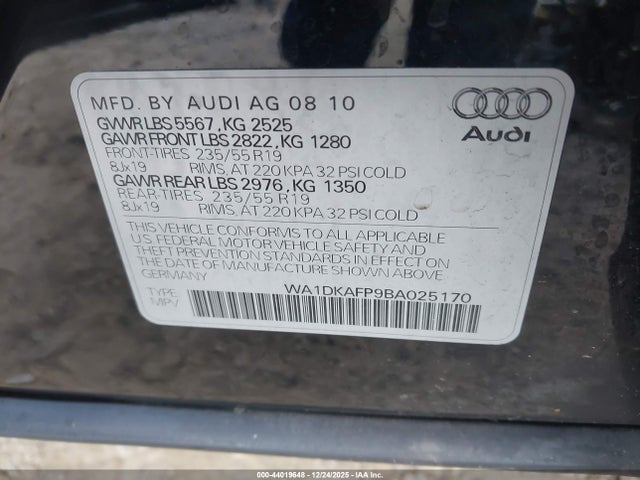 MFD. BY AUDI AG 08 10
GVWR LBS 5567, KG 2525
GAWR FRONT LBS 2822, KG 1280
FRONT-TIRES 235/55 R19
8Jx19 RIMS, AT 220 KPA 32 PSI COLD
GAWR REAR LBS 2976, KG 1350
REAR-TIRES 235/55 R19
8Jx19 RIMS, AT 220 KPA 32 PSI COLD
THIS VEHICLE CONFORMS TO ALL APPLICABLE
U.S. FEDERAL MOTOR VEHICLE SAFETY AND
THEFT PREVENTION STANDARDS IN EFFECT ON
THE DATE OF MANUFACTURE SHOWN ABOVE
GERMANY
TYPE WA1DKAFP9BA025170
MPV
Audi
000-44019648 - 12/24/2025 - IAA Inc.